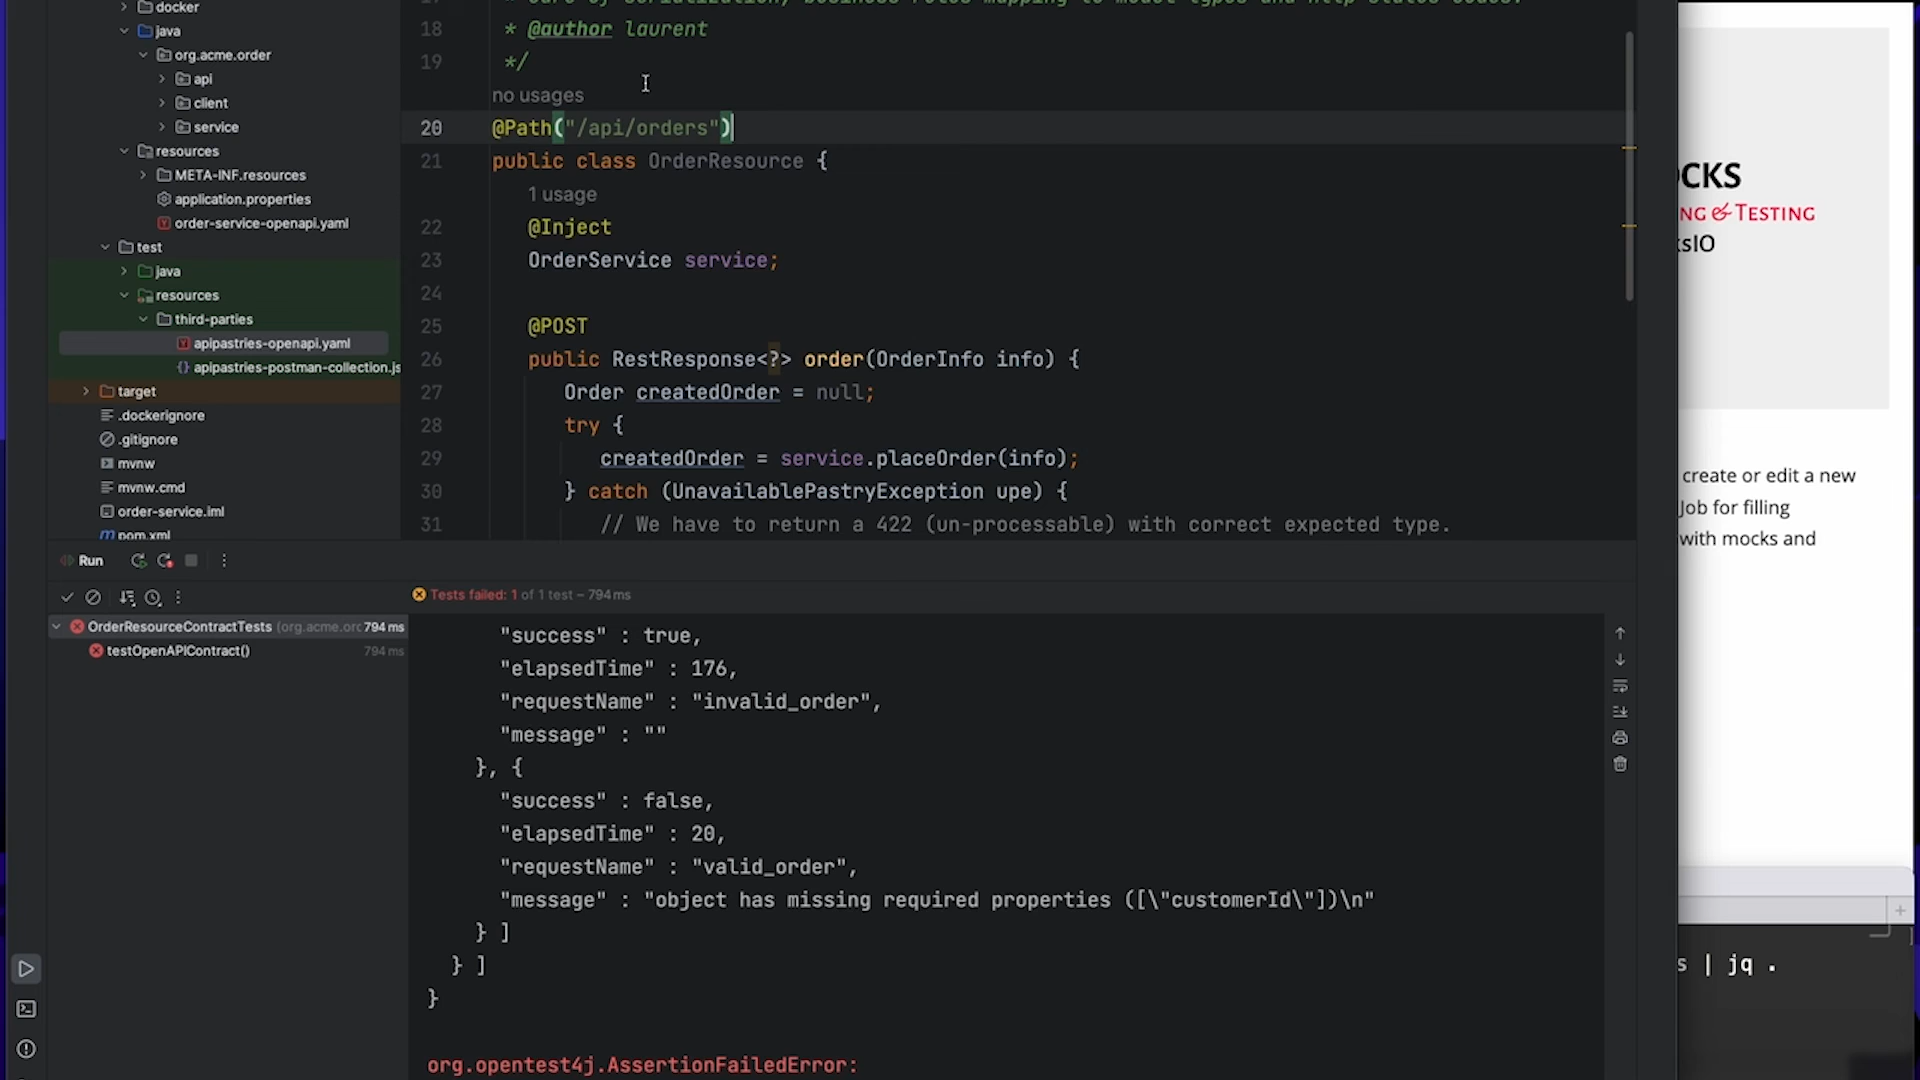 docker
java
org.acme.order
api
client
service
resources
META-INF.resources
application.properties
order-service-openapi.yaml
test
java
resources
third-parties
apipastries-openapi.yaml
apipastries-postman-collection.js
target
.dockerignore
.gitignore
mvnw
mvnw.cmd
order-service.iml
pom.xml
18 * @author laurent
19 */
no usages
20 @Path("/api/orders")
21 public class OrderResource {
1 usage
22 @Inject
23 OrderService service;
24
25 @POST
26 public RestResponse<?> order(OrderInfo info) {
27 Order createdOrder = null;
28 try {
29 createdOrder = service.placeOrder(info);
30 } catch (UnavailablePastryException upe) {
31 // We have to return a 422 (un-processable) with correct expected type.
OCKS
NG & TESTING
ksIO
create or edit a new
Job for filling
with mocks and
Run
Tests failed: 1 of 1 test – 794 ms
OrderResourceContractTests (org.acme.orc 794 ms
testOpenAPIContract() 794 ms
"success" : true,
"elapsedTime" : 176,
"requestName" : "invalid_order",
"message" : ""
}, {
"success" : false,
"elapsedTime" : 20,
"requestName" : "valid_order",
"message" : "object has missing required properties ([\"customerId\"])\n"
} ]
} ]
}
org.opentest4j.AssertionFailedError:
s | jq .